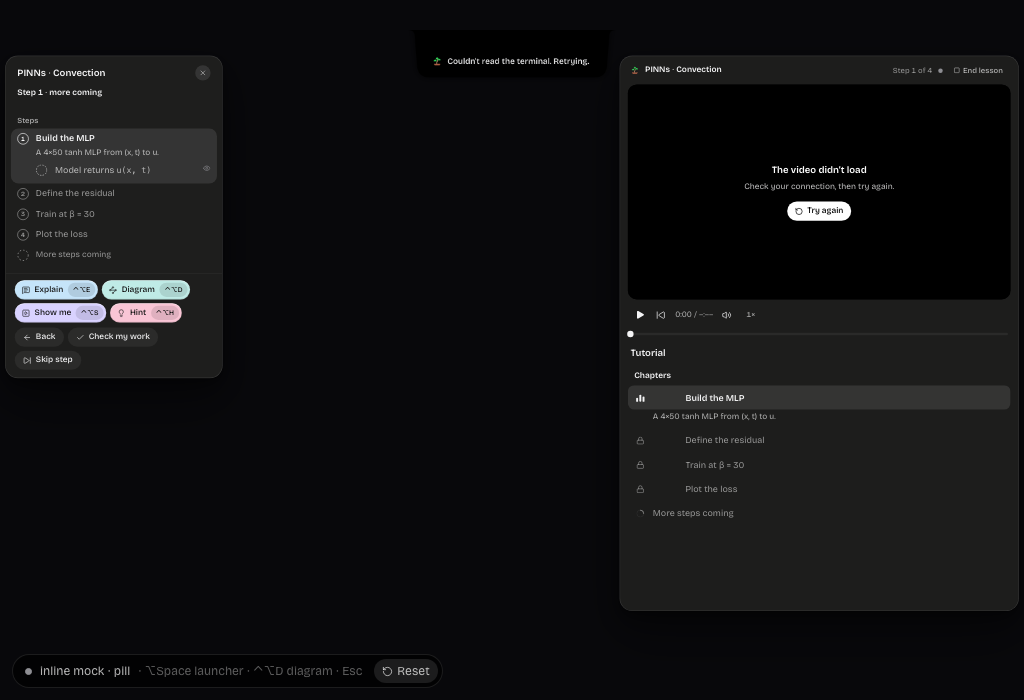 Couldn't read the terminal. Retrying.
PINNs · Convection
Step 1 · more coming
Steps
1 Build the MLP
A 4×50 tanh MLP from (x, t) to u.
Model returns u(x, t)
2 Define the residual
3 Train at β = 30
4 Plot the loss
More steps coming
Explain ^⌥E Diagram ^⌥D
Show me ^⌥S Hint ^⌥H
Back Check my work
Skip step
PINNs · Convection Step 1 of 4 End lesson
The video didn't load
Check your connection, then try again.
Try again
0:00 / --:-- 1×
Tutorial
Chapters
Build the MLP
A 4×50 tanh MLP from (x, t) to u.
Define the residual
Train at β = 30
Plot the loss
More steps coming
inline mock · pill · ⌥Space launcher · ^⌥D diagram · Esc Reset